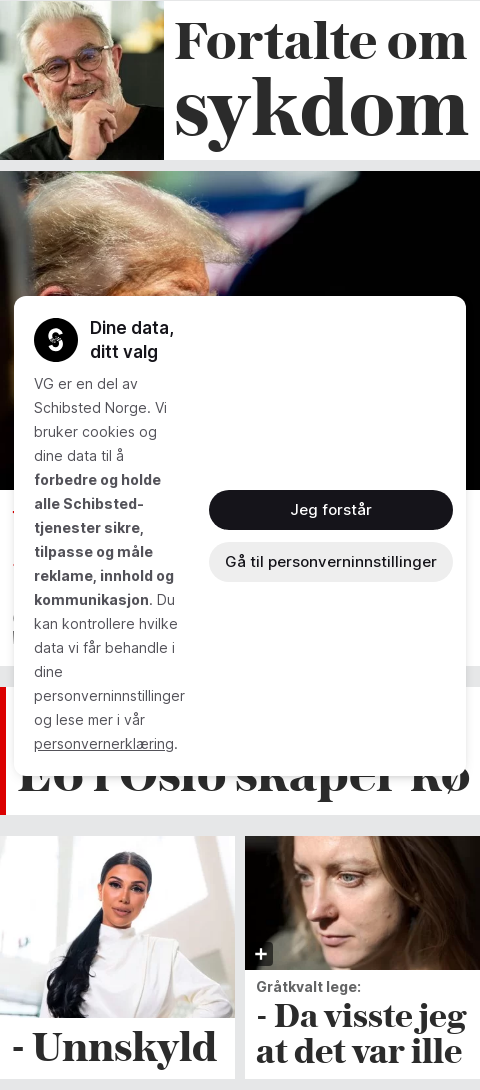 Fortalte om
sykdom
Dine data,
ditt valg
VG er en del av
Schibsted Norge. Vi
bruker cookies og
dine data til å
forbedre og holde
alle Schibsted-
tjenester sikre,
tilpasse og måle
reklame, innhold og
kommunikasjon. Du
kan kontrollere hvilke
data vi får behandle i
dine
personverninnstillinger
og lese mer i vår
personvernerklæring.
Jeg forstår
Gå til personverninnstillinger
i Oslo skaper kø
- Unnskyld
Gråtkvalt lege:
- Da visste jeg
at det var ille